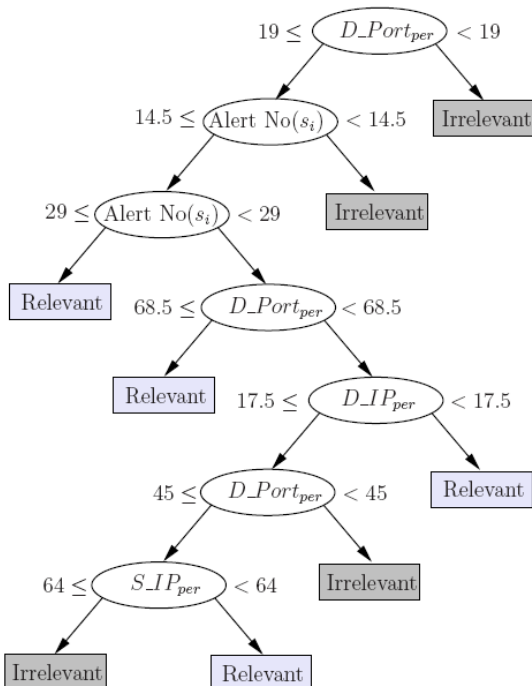 19 ≤ D_Port_per < 19
14.5 ≤ Alert No(s_i) < 14.5 Irrelevant
29 ≤ Alert No(s_i) < 29 Irrelevant
Relevant 68.5 ≤ D_Port_per < 68.5
Relevant 17.5 ≤ D_IP_per < 17.5
45 ≤ D_Port_per < 45 Relevant
64 ≤ S_IP_per < 64 Irrelevant
Irrelevant Relevant